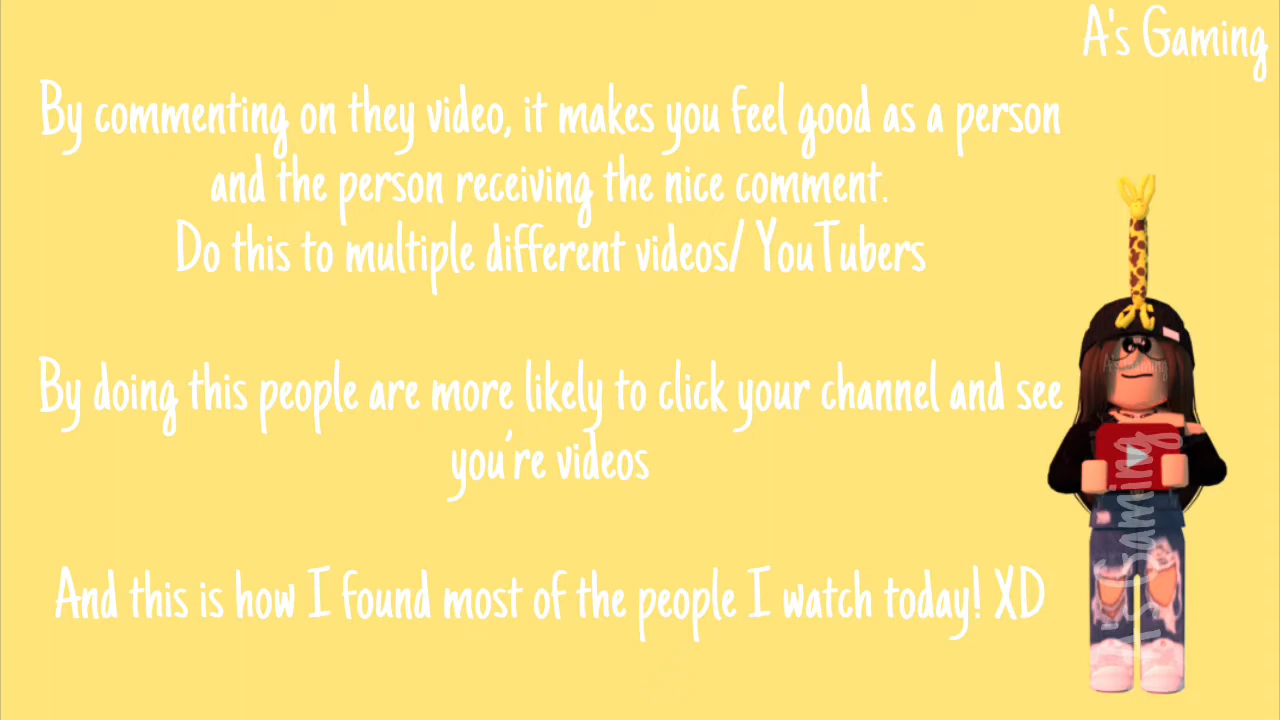 A's Gaming
By commenting on they video, it makes you feel good as a person
and the person receiving the nice comment.
Do this to multiple different videos/ YouTubers
By doing this people are more likely to click your channel and see
you're videos
And this is how I found most of the people I watch today! XD
A's Gaming
A's Gaming